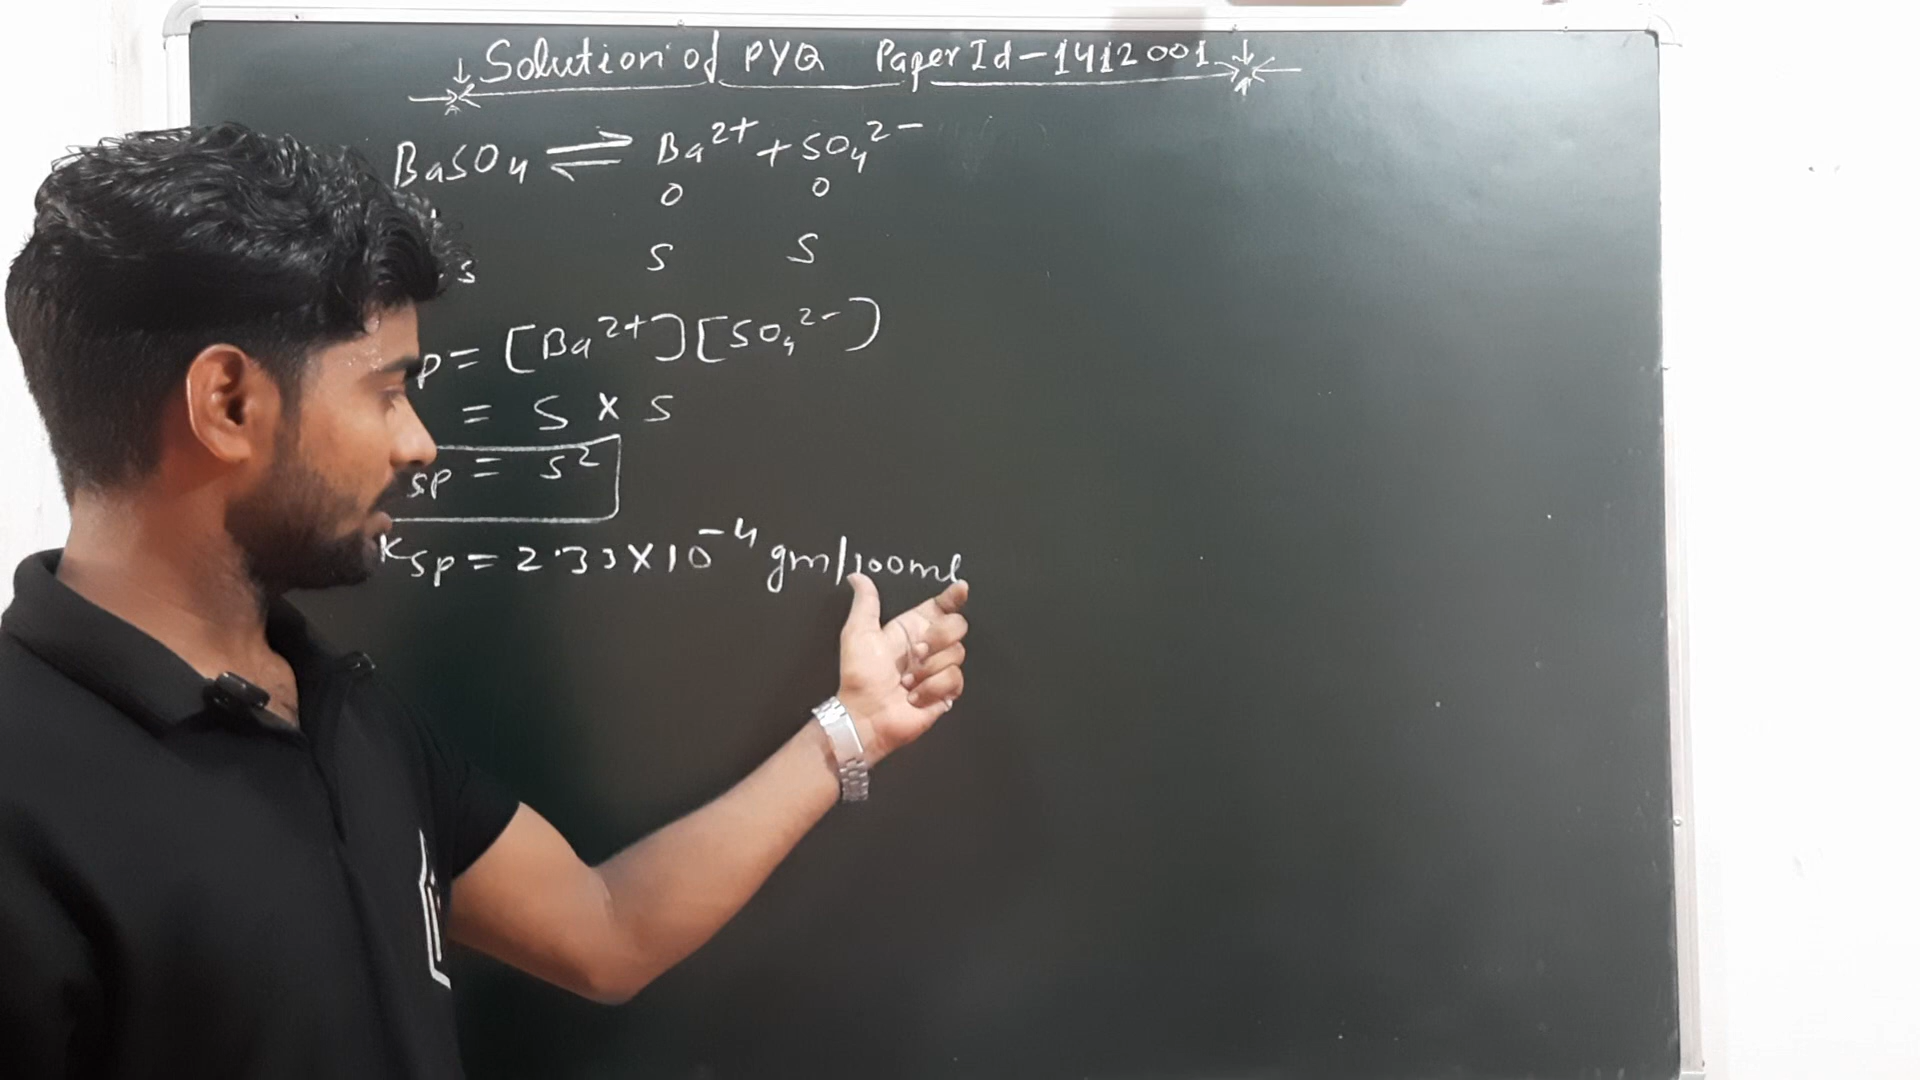 Solution of PYQ Paper Id-1412001
BaSO₄ ⇌ Ba²⁺ + SO₄²⁻
0 0
s s s
p = [Ba²⁺][SO₄²⁻)
= S × S
sp = s²
Ksp = 2.33×10⁻⁴ gm/100ml